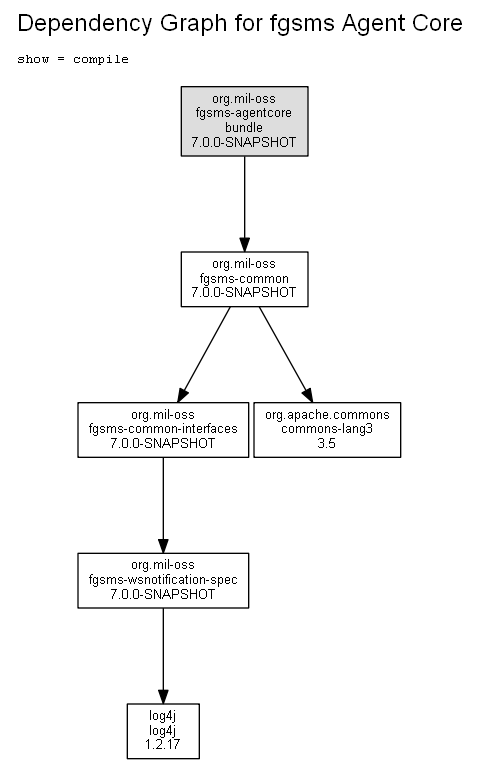 Dependency Graph for fgsms Agent Core
show = compile
org.mil-oss
fgsms-agentcore
bundle
7.0.0-SNAPSHOT
org.mil-oss
fgsms-common
7.0.0-SNAPSHOT
org.mil-oss
fgsms-common-interfaces
7.0.0-SNAPSHOT
org.apache.commons
commons-lang3
3.5
org.mil-oss
fgsms-wsnotification-spec
7.0.0-SNAPSHOT
log4j
log4j
1.2.17